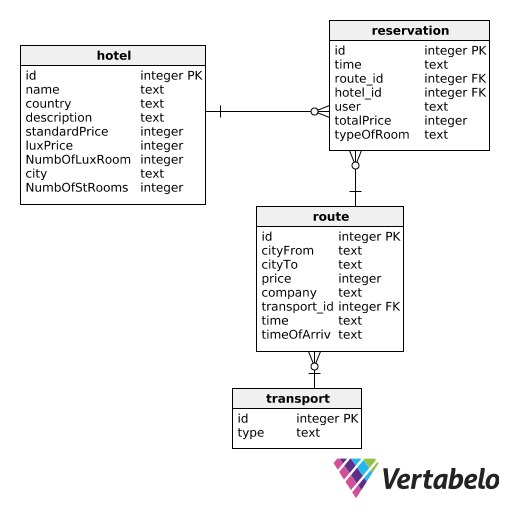 hotel
id integer PK
name text
country text
description text
standardPrice integer
luxPrice integer
NumbOfLuxRoom integer
city text
NumbOfStRooms integer
reservation
id integer PK
time text
route_id integer FK
hotel_id integer FK
user text
totalPrice integer
typeOfRoom text
route
id integer PK
cityFrom text
cityTo text
price integer
company text
transport_id integer FK
time text
timeOfArriv text
transport
id integer PK
type text
Vertabelo